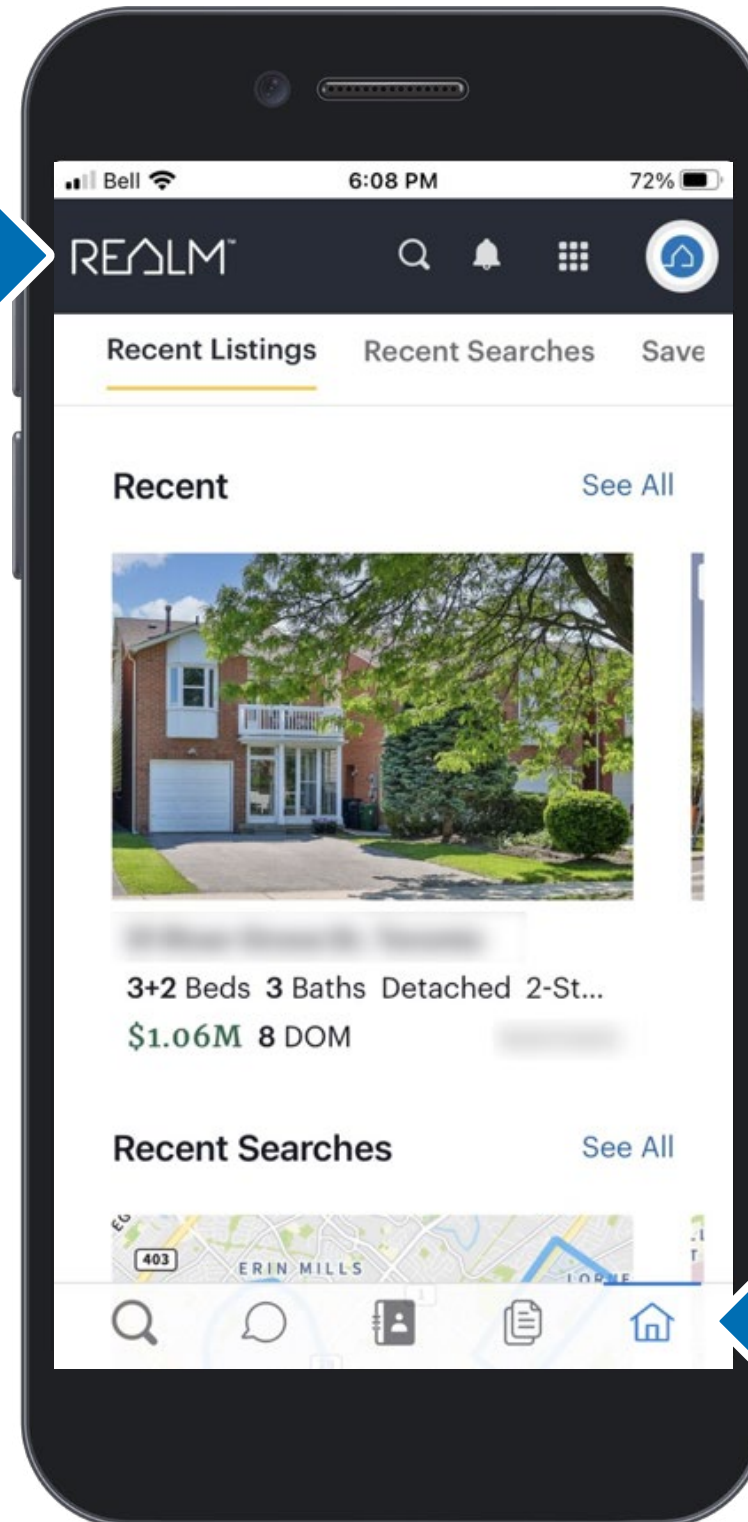 Bell 6:08 PM 72%
REALM™
Recent Listings Recent Searches Save
Recent See All
3+2 Beds 3 Baths Detached 2-St...
$1.06M 8 DOM
Recent Searches See All
403
ERIN MILLS